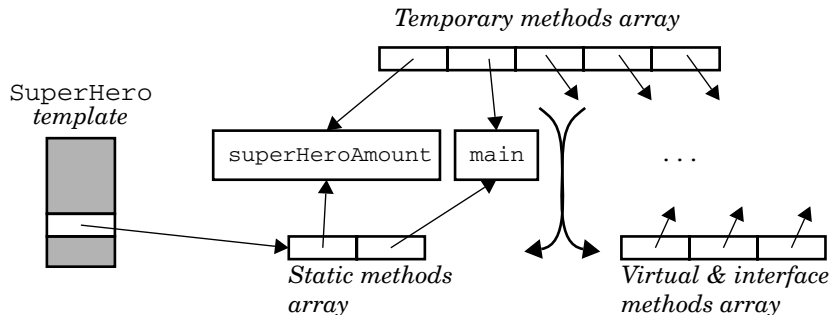 Temporary methods array
SuperHero
template
superHeroAmount
main
...
Static methods
array
Virtual & interface
methods array